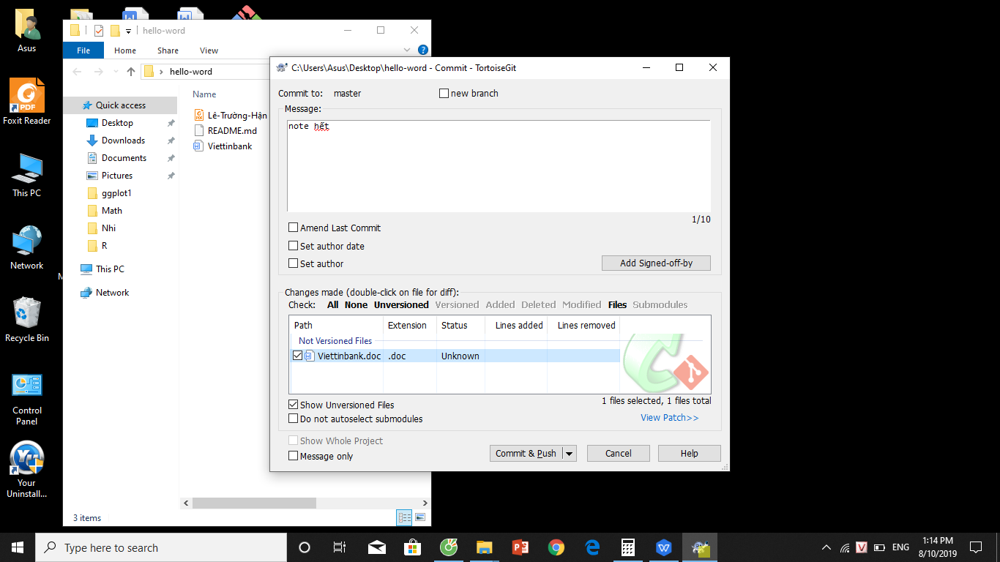 Asus
Foxit Reader
This PC
Network
Recycle Bin
Control
Panel
Your
Uninstall...
hello-word
File
Home
Share
View
hello-word
Quick access
Desktop
Downloads
Documents
Pictures
ggplot1
Math
Nhi
R
This PC
Network
Name
Lê-Trường-Hận
README.md
Viettinbank
3 items
C:\Users\Asus\Desktop\hello-word - Commit - TortoiseGit
Commit to: master
new branch
Message:
note hết
1/10
Amend Last Commit
Set author date
Set author
Add Signed-off-by
Changes made (double-click on file for diff):
Check: All None Unversioned Versioned Added Deleted Modified Files Submodules
Path Extension Status Lines added Lines removed
Not Versioned Files
Viettinbank.doc .doc Unknown
Show Unversioned Files
1 files selected, 1 files total
Do not autoselect submodules
View Patch>>
Show Whole Project
Message only
Commit & Push
Cancel
Help
Type here to search
ENG
1:14 PM
8/10/2019